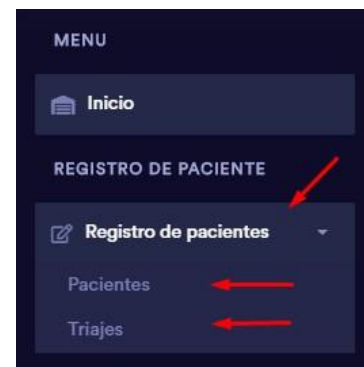 MENU
Inicio
REGISTRO DE PACIENTE
Registro de pacientes
Pacientes
Triajes